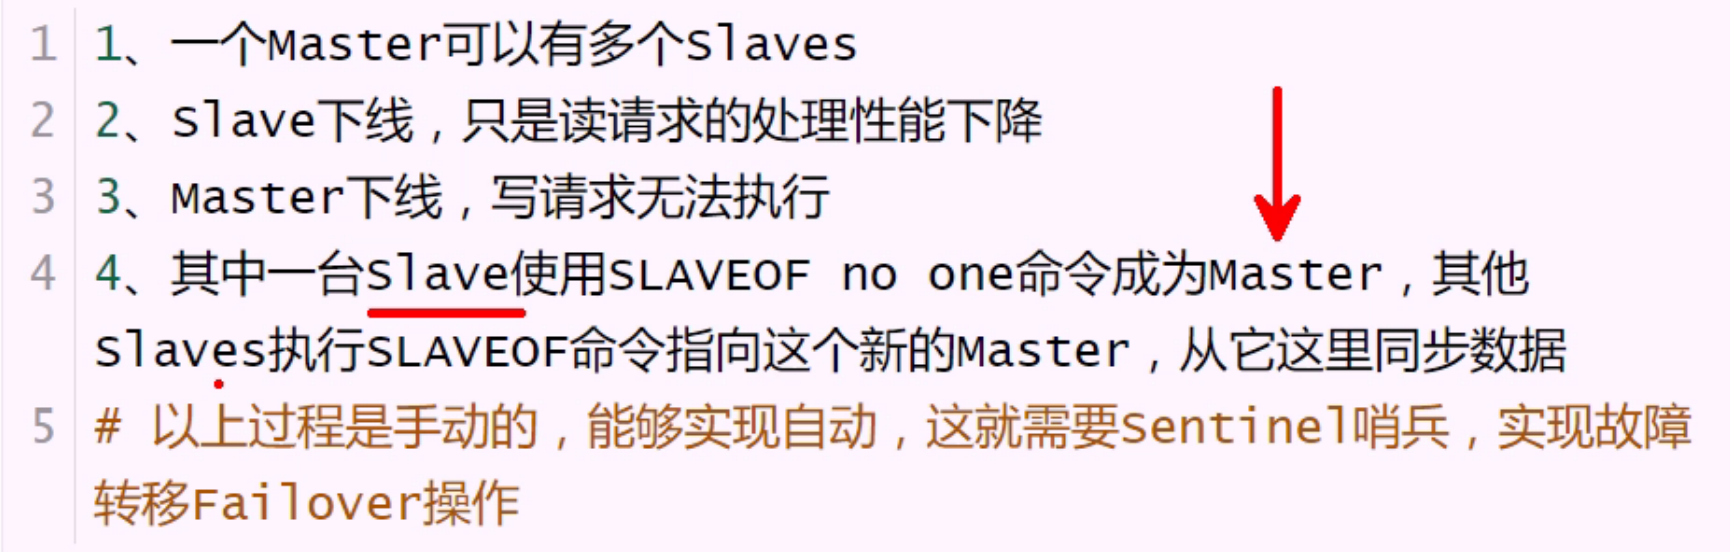 1 1、一个Master可以有多个Slaves
2 2、Slave下线，只是读请求的处理性能下降
3 3、Master下线，写请求无法执行
4 4、其中一台Slave使用SLAVEOF no one命令成为Master，其他
Slaves执行SLAVEOF命令指向这个新的Master，从它这里同步数据
5 # 以上过程是手动的，能够实现自动，这就需要Sentinel哨兵，实现故障
转移Failover操作